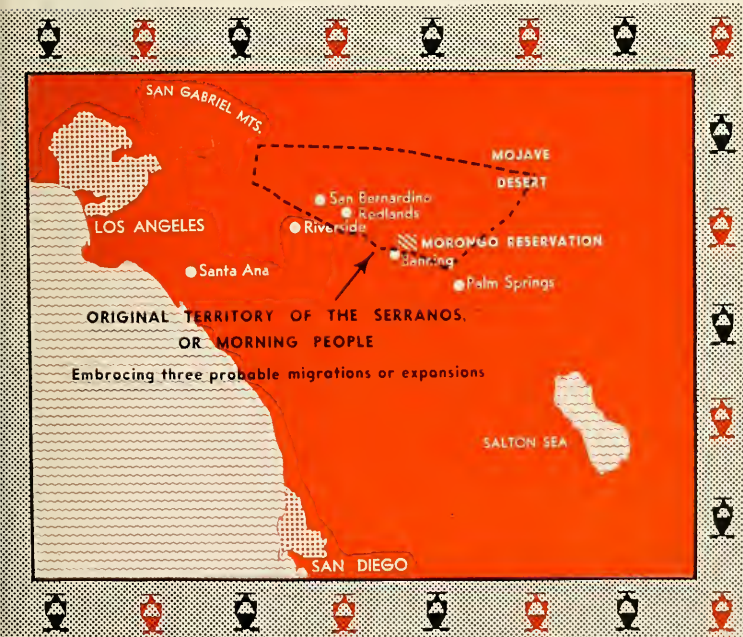 SAN GABRIEL MTS.
MOJAVE
DESERT
San Bernardino
Redlands
LOS ANGELES
Riverside
MORONGO RESERVATION
Banning
Santa Ana
Palm Springs
ORIGINAL TERRITORY OF THE SERRANOS,
OR MORNING PEOPLE
Embrocing three probable migrations or expansions
SALTON SEA
SAN DIEGO